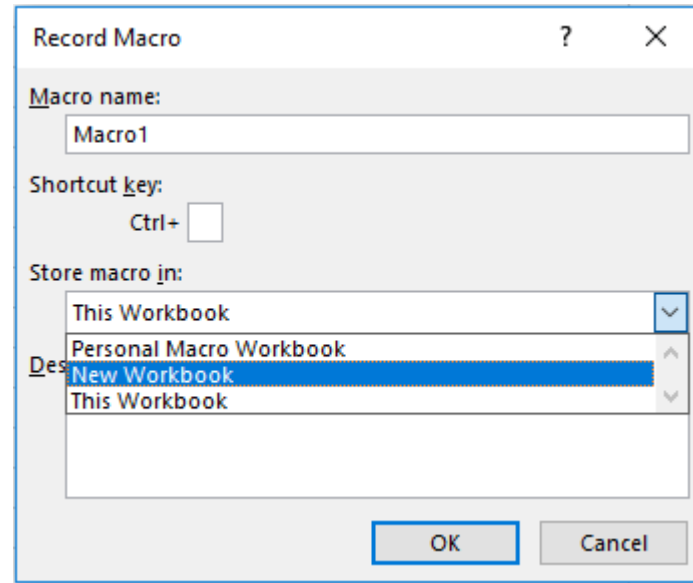 Record Macro ?
Macro name:
Macro1
Shortcut key:
Ctrl+
Store macro in:
This Workbook
Personal Macro Workbook
Des
New Workbook
This Workbook
OK Cancel